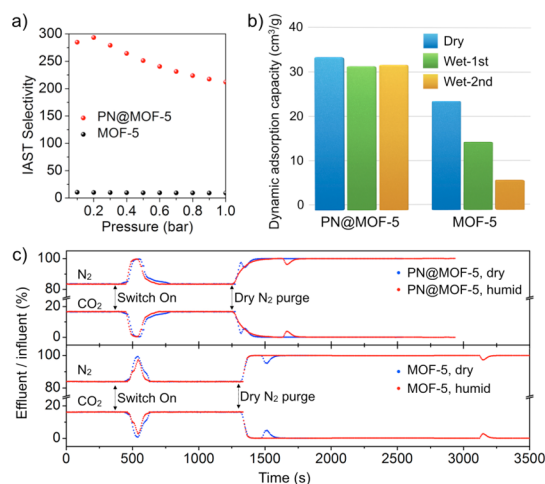 a)
IAST Selectivity
300
250
200
150
100
50
0
PN@MOF-5
MOF-5
0.2 0.4 0.6 0.8 1.0
Pressure (bar)
b)
Dynamic adsorption capacity (cm³/g)
40
30
20
10
0
Dry
Wet-1st
Wet-2nd
PN@MOF-5 MOF-5
c)
Effluent / influent (%)
100
80
20
0
N₂
CO₂
Switch On
Dry N₂ purge
PN@MOF-5, dry
PN@MOF-5, humid
100
80
20
0
N₂
CO₂
Switch On
Dry N₂ purge
MOF-5, dry
MOF-5, humid
0 500 1000 1500 2000 2500 3000 3500
Time (s)